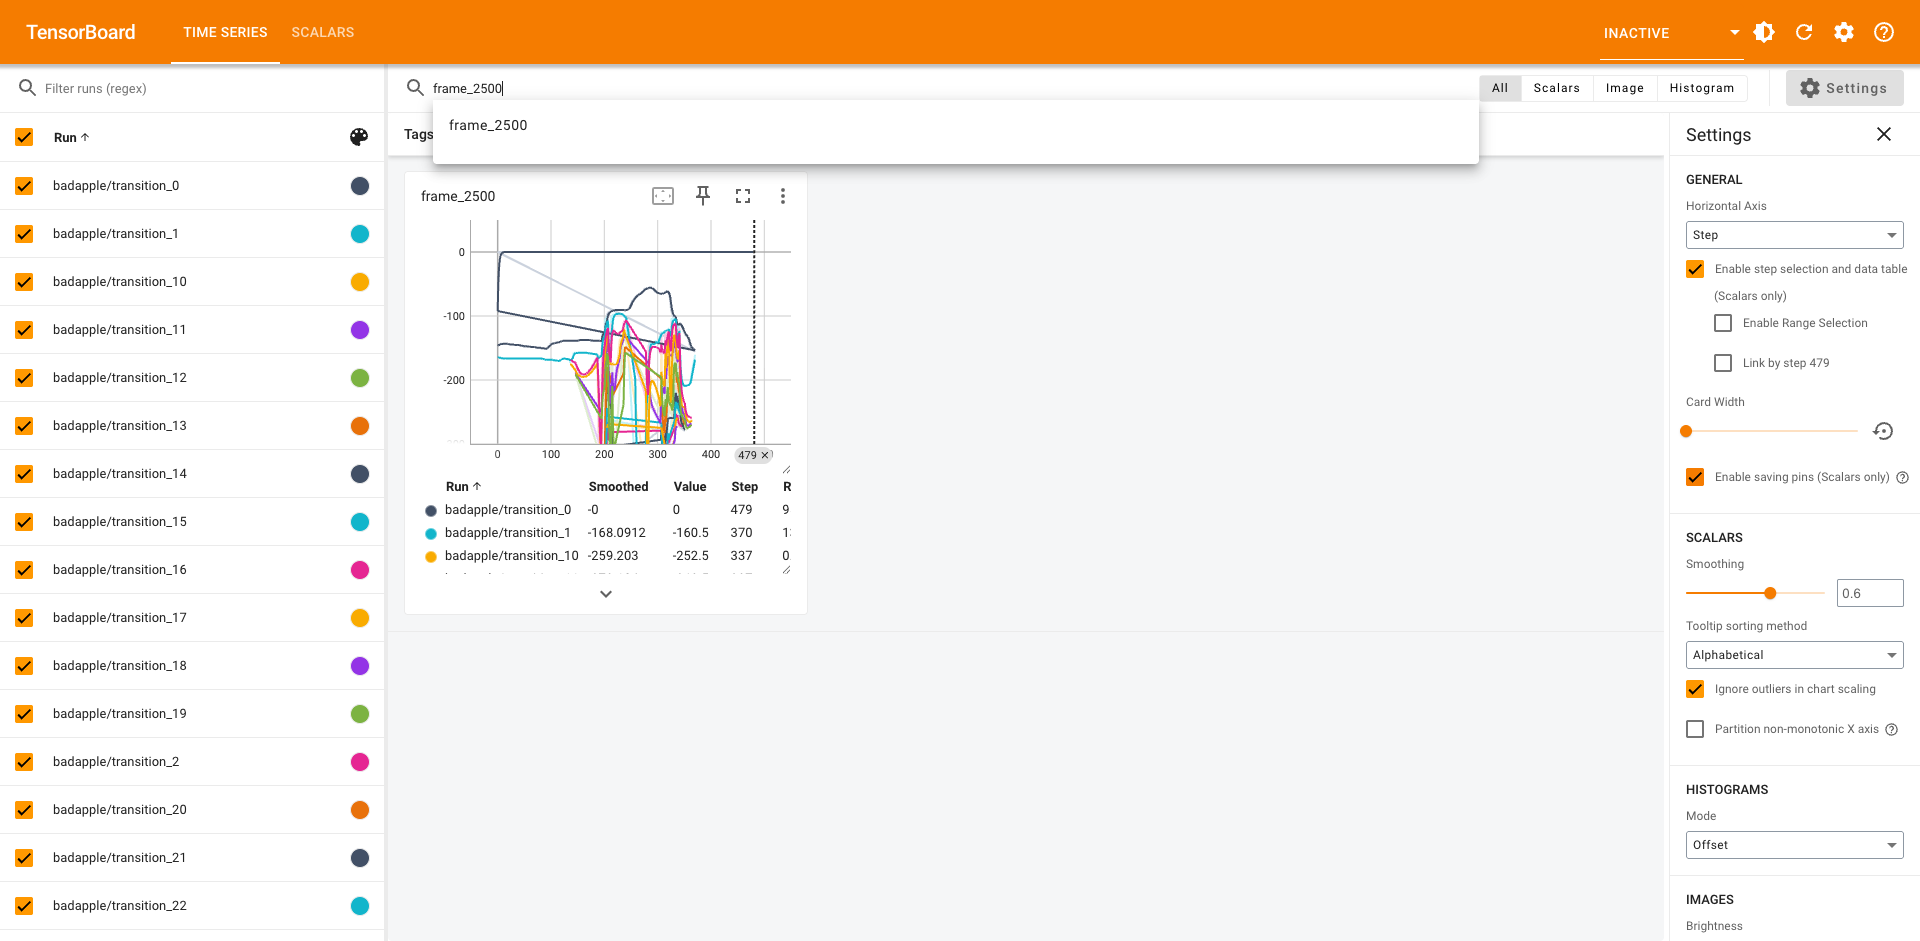 TensorBoard TIME SERIES SCALARS INACTIVE
Filter runs (regex)
frame_2500
frame_2500
All Scalars Image Histogram
Settings
Run
badapple/transition_0
badapple/transition_1
badapple/transition_10
badapple/transition_11
badapple/transition_12
badapple/transition_13
badapple/transition_14
badapple/transition_15
badapple/transition_16
badapple/transition_17
badapple/transition_18
badapple/transition_19
badapple/transition_2
badapple/transition_20
badapple/transition_21
badapple/transition_22
Tags
frame_2500
0
-100
-200
0 100 200 300 400 479
Run Smoothed Value Step R
badapple/transition_0 -0 0 479 9
badapple/transition_1 -168.0912 -160.5 370 1
badapple/transition_10 -259.203 -252.5 337 0
Settings
GENERAL
Horizontal Axis
Step
Enable step selection and data table
(Scalars only)
Enable Range Selection
Link by step 479
Card Width
Enable saving pins (Scalars only)
SCALARS
Smoothing
0.6
Tooltip sorting method
Alphabetical
Ignore outliers in chart scaling
Partition non-monotonic X axis
HISTOGRAMS
Mode
Offset
IMAGES
Brightness